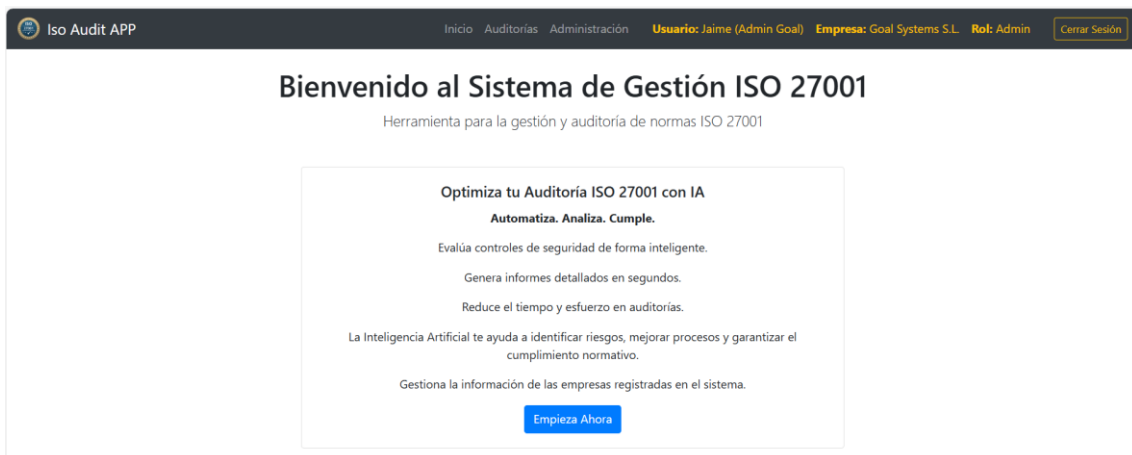 Iso Audit APP
Inicio Auditorías Administración Usuario: Jaime (Admin Goal) Empresa: Goal Systems S.L. Rol: Admin Cerrar Sesión
Bienvenido al Sistema de Gestión ISO 27001
Herramienta para la gestión y auditoría de normas ISO 27001
Optimiza tu Auditoría ISO 27001 con IA
Automatiza. Analiza. Cumple.
Evalúa controles de seguridad de forma inteligente.
Genera informes detallados en segundos.
Reduce el tiempo y esfuerzo en auditorías.
La Inteligencia Artificial te ayuda a identificar riesgos, mejorar procesos y garantizar el
cumplimiento normativo.
Gestiona la información de las empresas registradas en el sistema.
Empieza Ahora